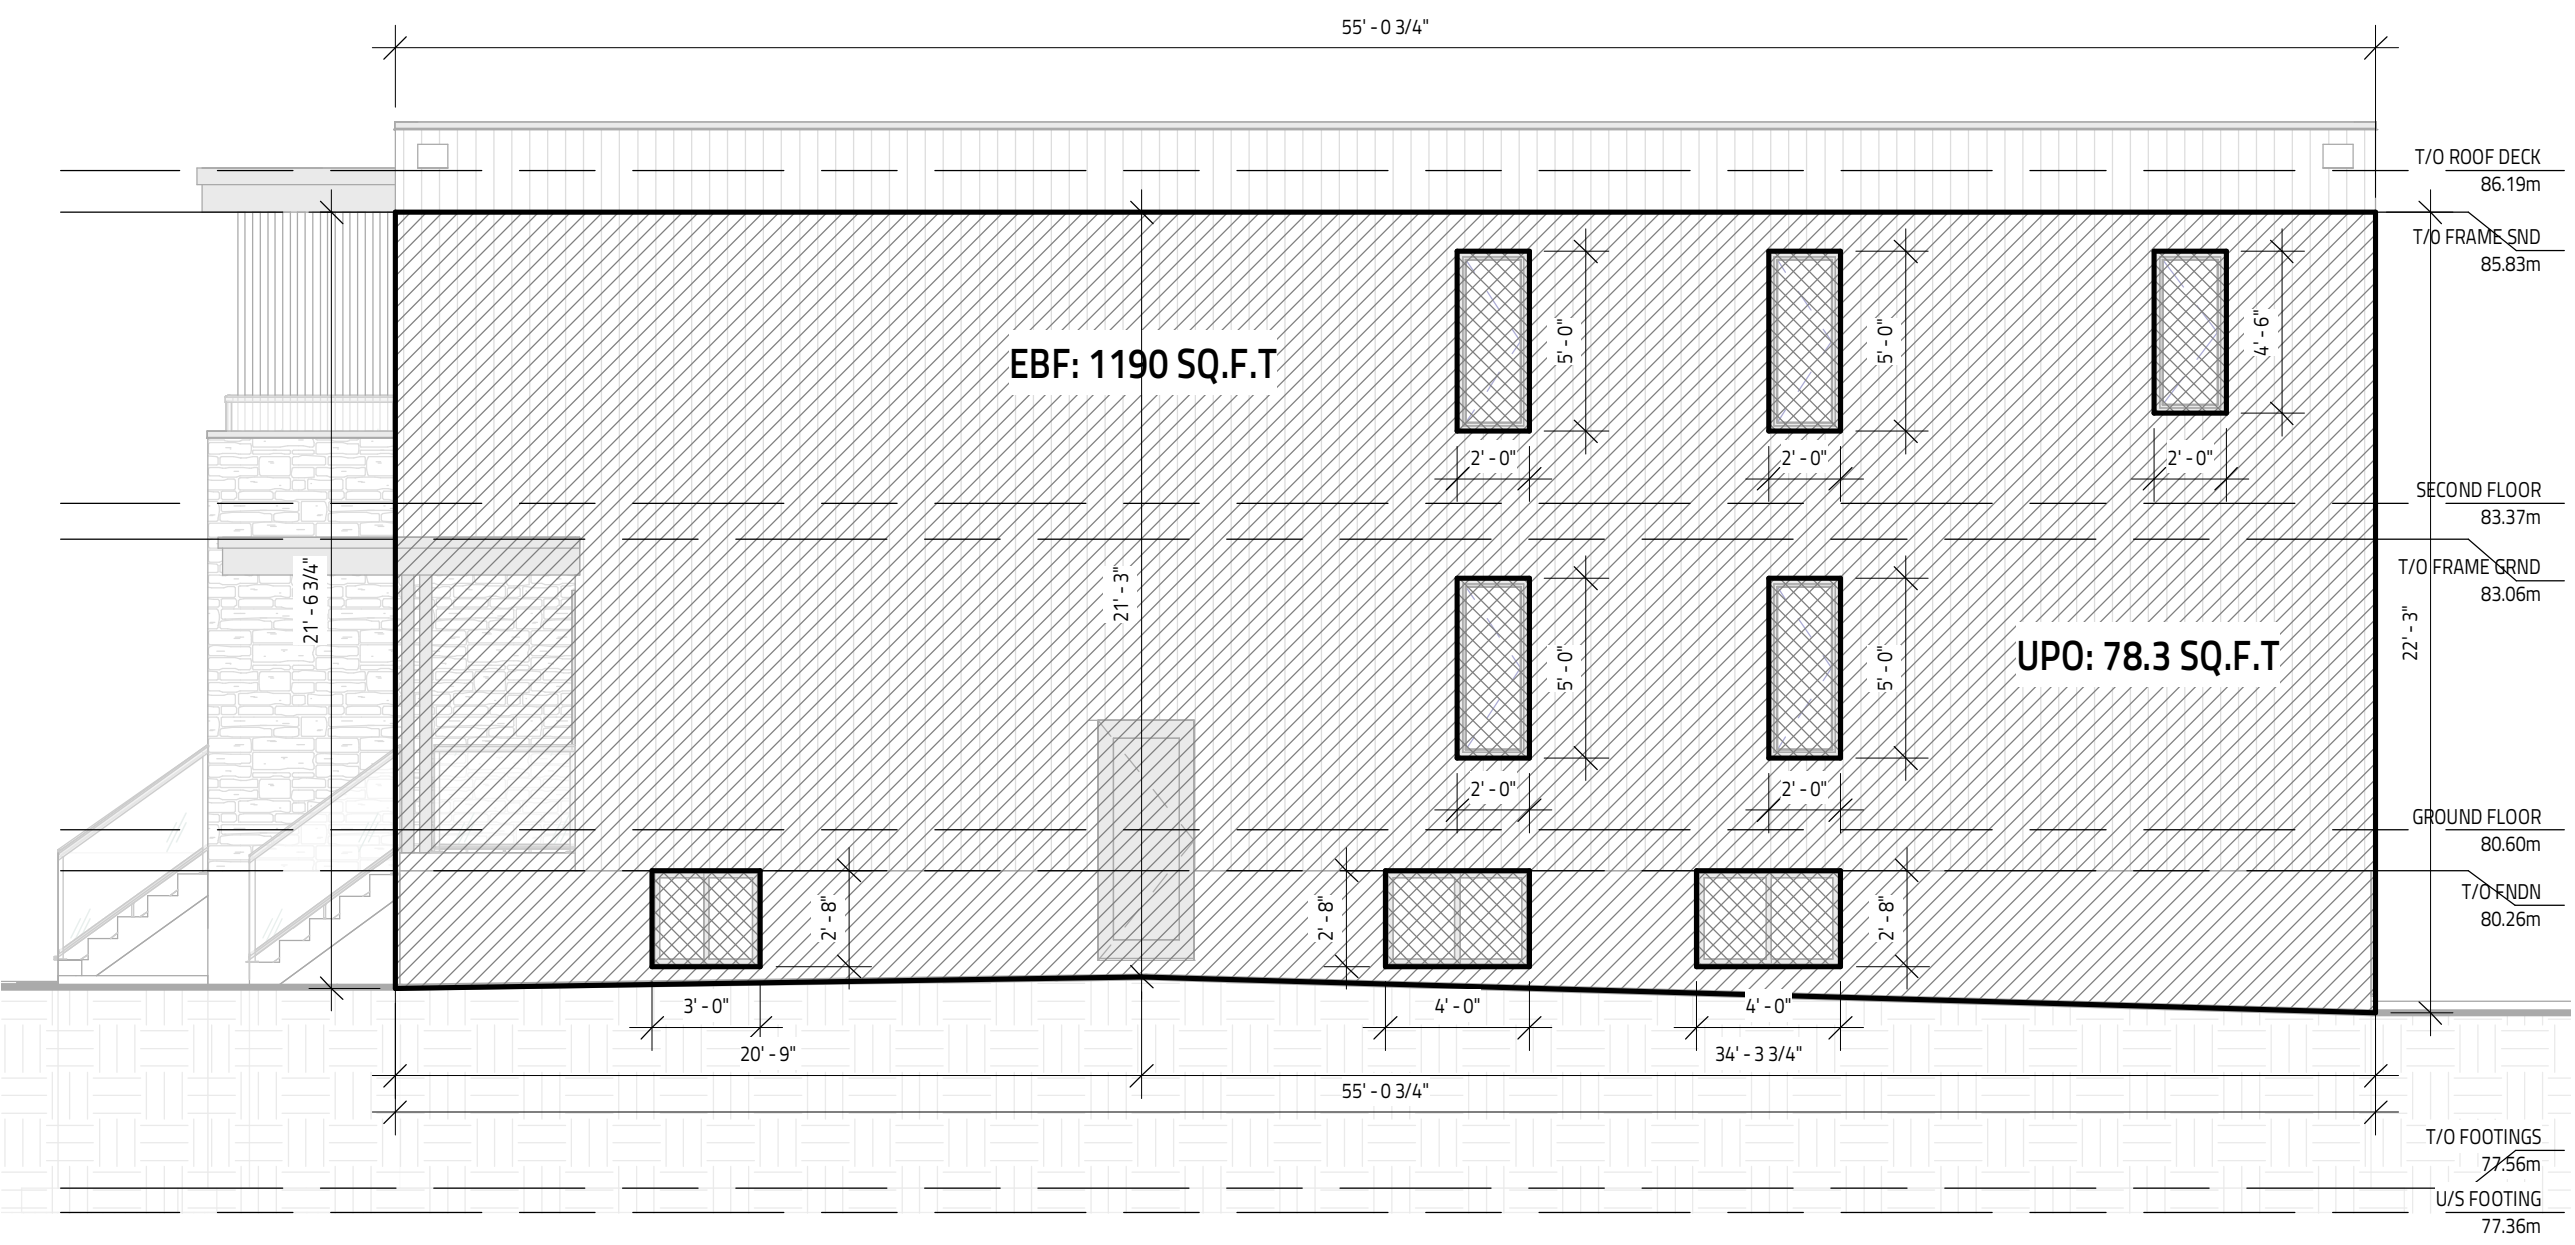 55' - 0 3/4"
T/O ROOF DECK
86.19m
T/O FRAME SND
85.83m
EBF: 1190 SQ.F.T
5' - 0"
5' - 0"
4' - 6"
2' - 0"
2' - 0"
2' - 0"
SECOND FLOOR
83.37m
T/O FRAME GRND
83.06m
21' - 6 3/4"
21' - 3"
22' - 3"
5' - 0"
5' - 0"
UPO: 78.3 SQ.F.T
2' - 0"
2' - 0"
GROUND FLOOR
80.60m
T/O FNDN
80.26m
2' - 8"
2' - 8"
2' - 8"
3' - 0"
4' - 0"
4' - 0"
20' - 9"
34' - 3 3/4"
55' - 0 3/4"
T/O FOOTINGS
77.56m
U/S FOOTING
77.36m